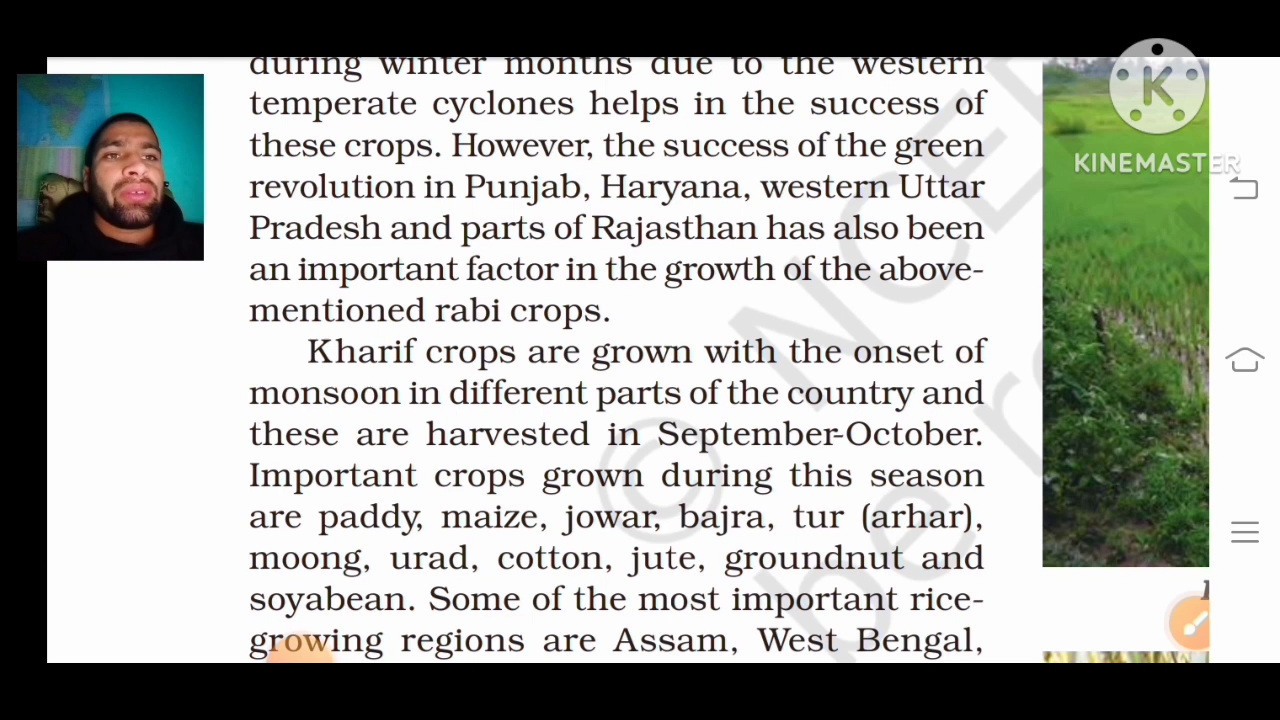 during winter months due to the western
temperate cyclones helps in the success of
these crops. However, the success of the green
revolution in Punjab, Haryana, western Uttar
Pradesh and parts of Rajasthan has also been
an important factor in the growth of the above-
mentioned rabi crops.
Kharif crops are grown with the onset of
monsoon in different parts of the country and
these are harvested in September-October.
Important crops grown during this season
are paddy, maize, jowar, bajra, tur (arhar),
moong, urad, cotton, jute, groundnut and
soyabean. Some of the most important rice-
growing regions are Assam, West Bengal,
K
KINEMASTER